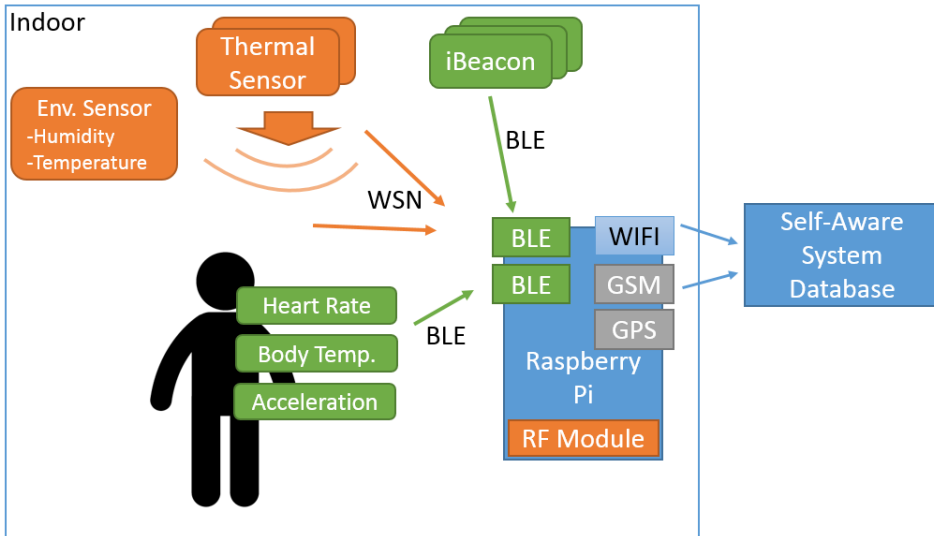 Indoor
Thermal
Sensor
iBeacon
Env. Sensor
-Humidity
-Temperature
BLE
WSN
BLE
WIFI
Self-Aware
System
Database
BLE
GSM
Heart Rate
BLE
GPS
Body Temp.
Raspberry
Pi
Acceleration
RF Module